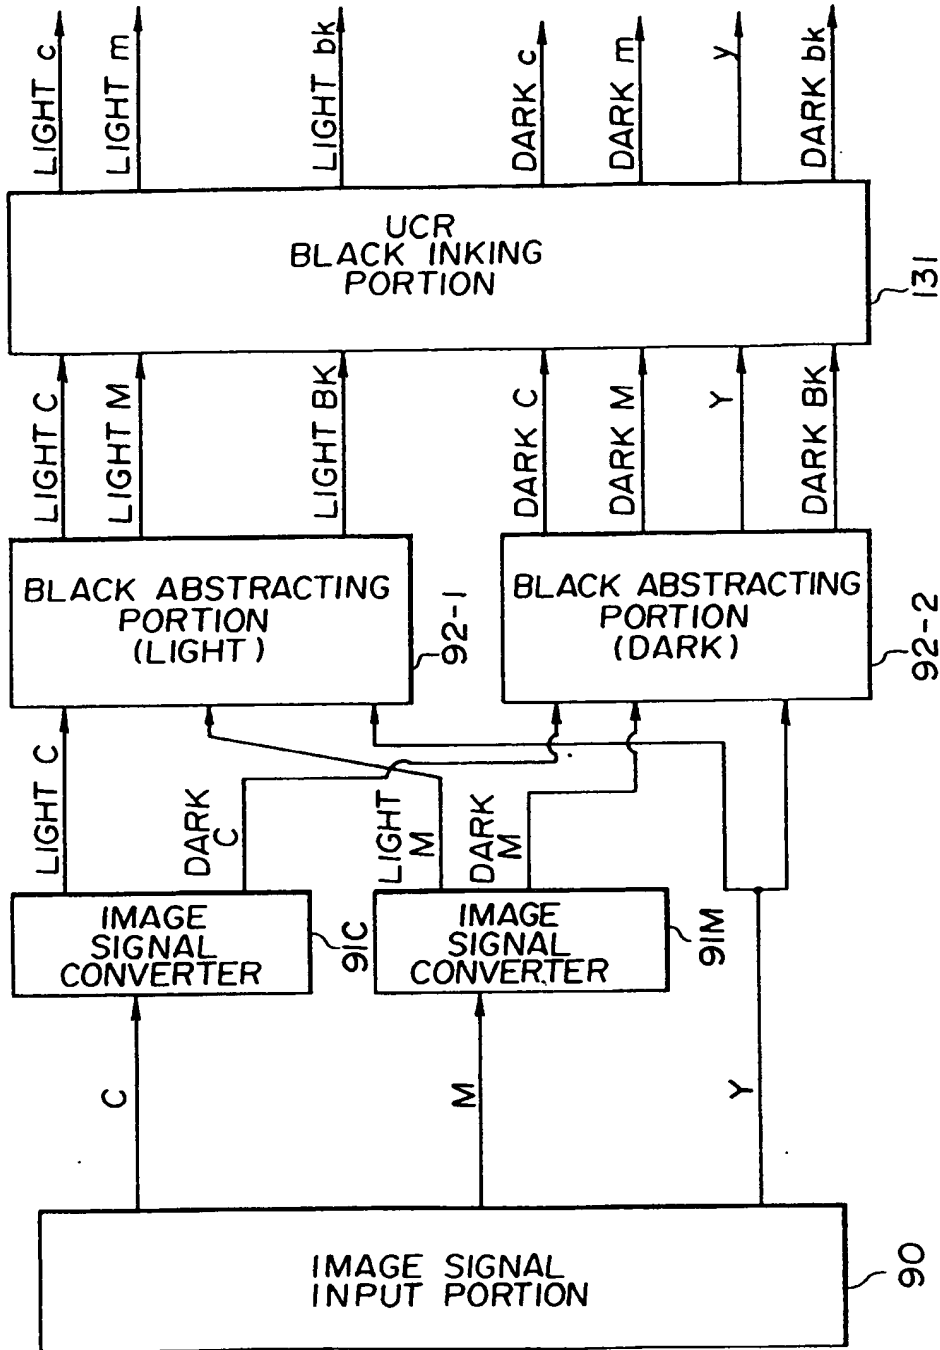 LIGHT c
LIGHT m
LIGHT bk
DARK c
DARK m
y
DARK bk
UCR
BLACK INKING
PORTION
131
LIGHT C
LIGHT M
LIGHT BK
DARK C
DARK M
Y
DARK BK
BLACK ABSTRACTING
PORTION
(LIGHT)
92-1
BLACK ABSTRACTING
PORTION
(DARK)
92-2
LIGHT C
DARK
C
LIGHT
M
DARK
M
IMAGE
SIGNAL
CONVERTER
91C
IMAGE
SIGNAL
CONVERTER
91M
C
M
Y
IMAGE SIGNAL
INPUT PORTION
90